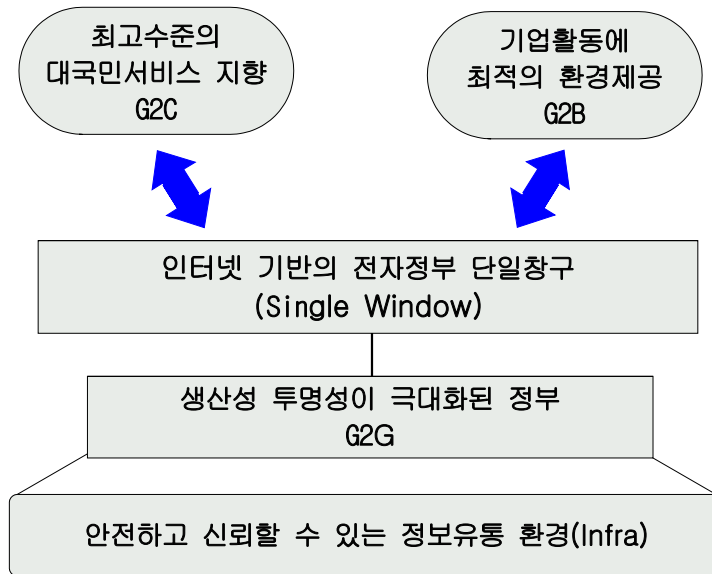 최고수준의
대국민서비스 지향
G2C
기업활동에
최적의 환경제공
G2B
인터넷 기반의 전자정부 단일창구
(Single Window)
생산성 투명성이 극대화된 정부
G2G
안전하고 신뢰할 수 있는 정보유통 환경(Infra)